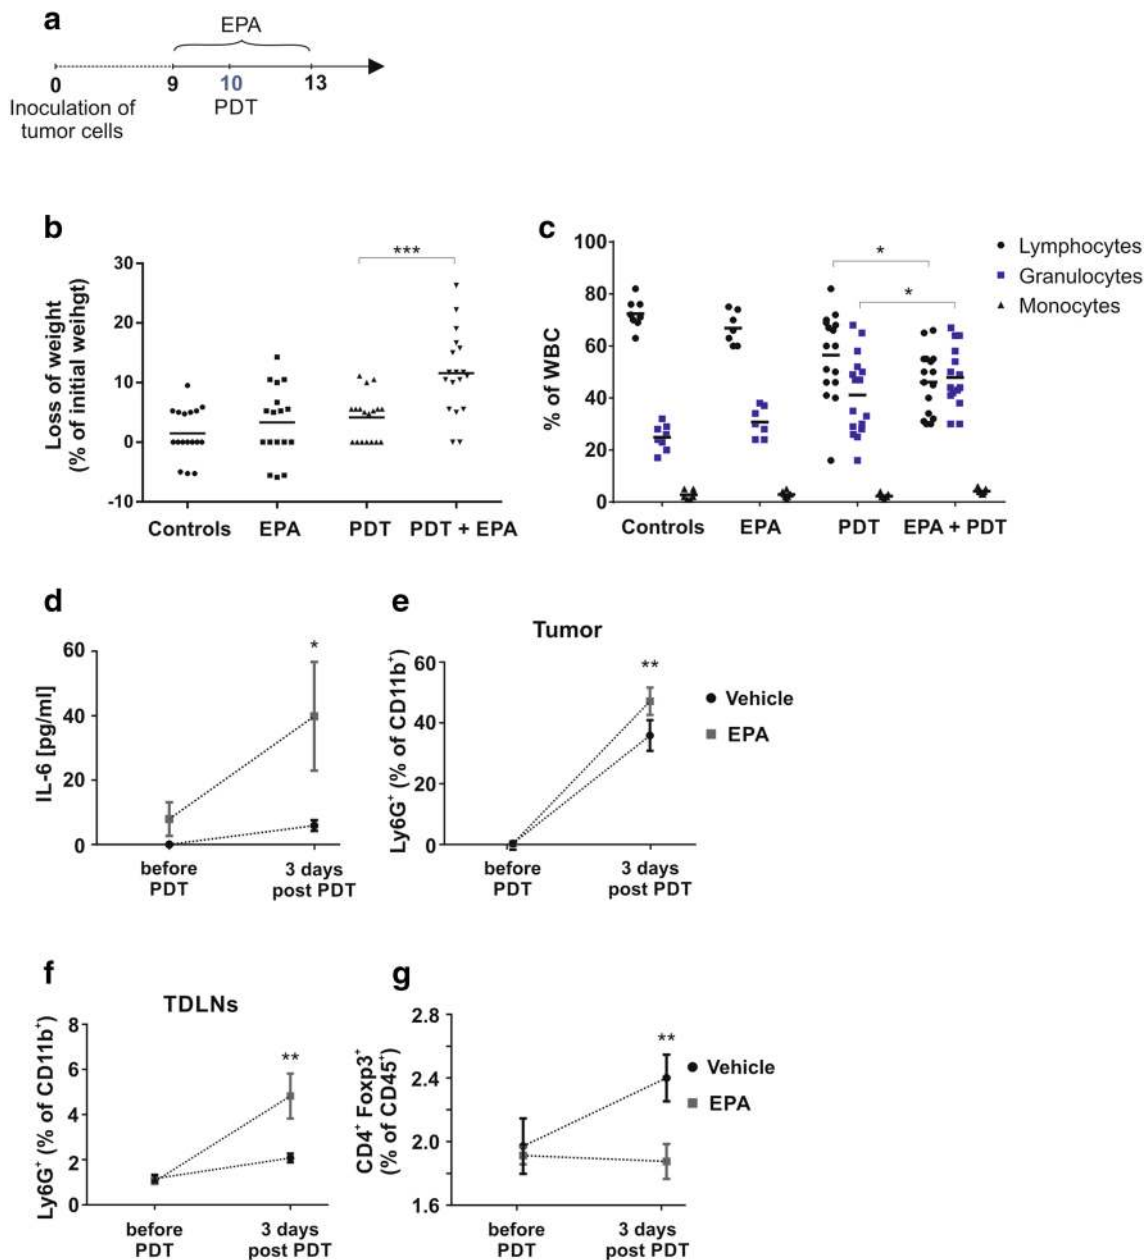 a
EPA
0
9
10
13
Inoculation of
tumor cells
PDT
b
Loss of weight
(% of initial weihgt)
30
20
10
0
-10
***
Controls
EPA
PDT
PDT + EPA
c
% of WBC
100
80
60
40
20
0
*
*
Lymphocytes
Granulocytes
Monocytes
Controls
EPA
PDT
EPA + PDT
d
IL-6 [pg/ml]
60
40
20
0
*
before
PDT
3 days
post PDT
e
Tumor
Ly6G⁺ (% of CD11b⁺)
60
40
20
0
**
Vehicle
EPA
before
PDT
3 days
post PDT
f
TDLNs
Ly6G⁺ (% of CD11b⁺)
8
6
4
2
0
**
before
PDT
3 days
post PDT
g
CD4⁺ Foxp3⁺
(% of CD45⁺)
2.8
2.4
2.0
1.6
**
Vehicle
EPA
before
PDT
3 days
post PDT